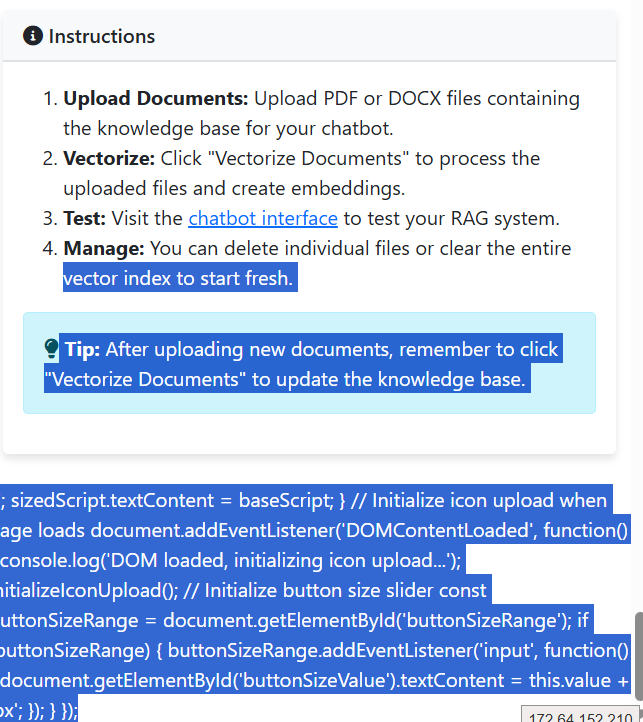 Instructions
1. Upload Documents: Upload PDF or DOCX files containing
the knowledge base for your chatbot.
2. Vectorize: Click "Vectorize Documents" to process the
uploaded files and create embeddings.
3. Test: Visit the chatbot interface to test your RAG system.
4. Manage: You can delete individual files or clear the entire
vector index to start fresh.
Tip: After uploading new documents, remember to click
"Vectorize Documents" to update the knowledge base.
; sizedScript.textContent = baseScript; } // Initialize icon upload when
age loads document.addEventListener('DOMContentLoaded', function()
console.log('DOM loaded, initializing icon upload...');
nitializeIconUpload(); // Initialize button size slider const
uttonSizeRange = document.getElementById('buttonSizeRange'); if
buttonSizeRange) { buttonSizeRange.addEventListener('input', function()
document.getElementById('buttonSizeValue').textContent = this.value +
px'; }); } });
172.64.152.210